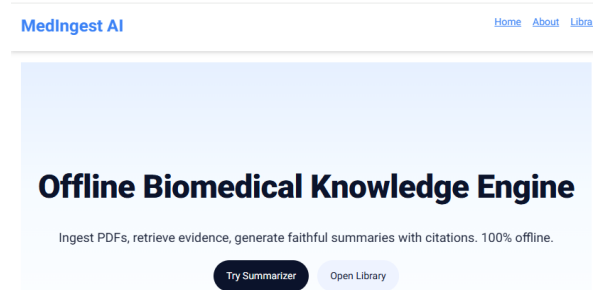 MedIngest AI
Home About Libra
Offline Biomedical Knowledge Engine
Ingest PDFs, retrieve evidence, generate faithful summaries with citations. 100% offline.
Try Summarizer Open Library